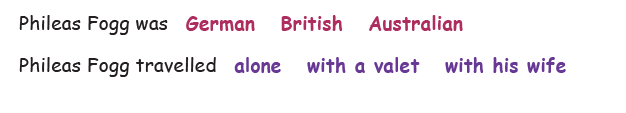 Phileas Fogg was German British Australian
Phileas Fogg travelled alone with a valet with his wife